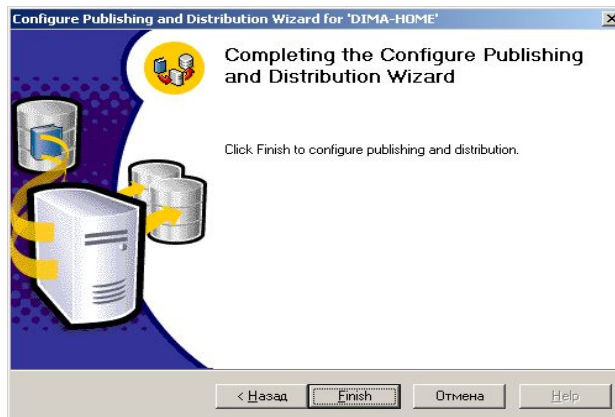 Configure Publishing and Distribution Wizard for 'DIMA-HOME'
Completing the Configure Publishing
and Distribution Wizard
Click Finish to configure publishing and distribution.
< Назад
Finish
Отмена
Help